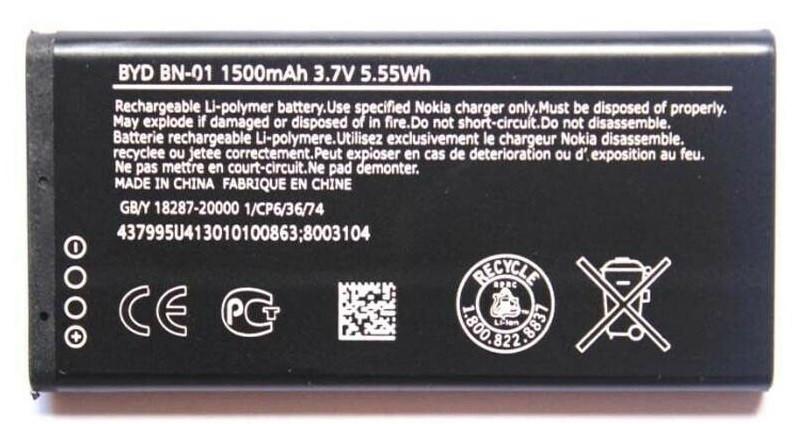 BYD BN-01 1500mAh 3.7V 5.55Wh
Rechargeable Li-polymer battery.Use specified Nokia charger only.Must be disposed of properly.
May explode if damaged or disposed of in fire.Do not short-circuit.Do not disassemble.
Batterie rechargeable Li-polymere.Utilisez exclusivement le chargeur Nokia disassemble.
recyclee ou jetee correctement.Peut exploser en cas de deterioration ou d' exposition au feu.
Ne pas mettre en court-circuit.Ne pad demonter.
MADE IN CHINA FABRIQUE EN CHINE
GB/Y 18287-20000 1/CP6/36/74
437995U413010100863;8003104
CE
PCT
RECYCLE
RBRC
Li-Ion
1.800.822.8837